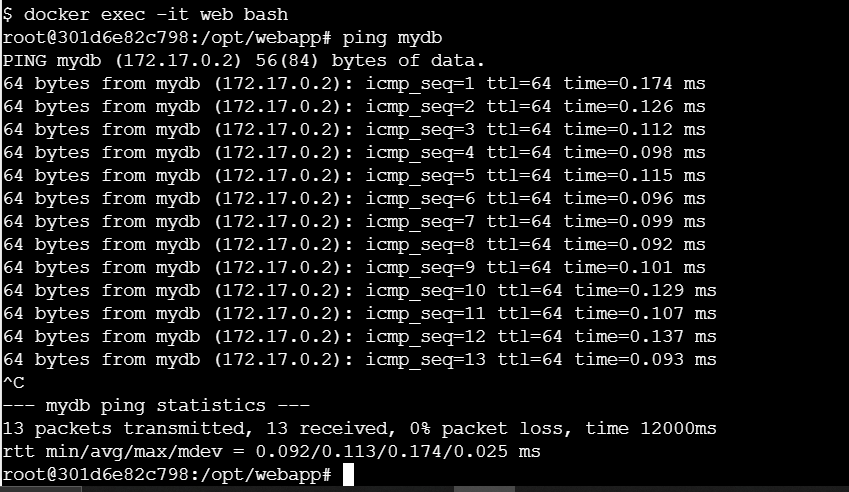 $ docker exec -it web bash
root@301d6e82c798:/opt/webapp# ping mydb
PING mydb (172.17.0.2) 56(84) bytes of data.
64 bytes from mydb (172.17.0.2): icmp_seq=1 ttl=64 time=0.174 ms
64 bytes from mydb (172.17.0.2): icmp_seq=2 ttl=64 time=0.126 ms
64 bytes from mydb (172.17.0.2): icmp_seq=3 ttl=64 time=0.112 ms
64 bytes from mydb (172.17.0.2): icmp_seq=4 ttl=64 time=0.098 ms
64 bytes from mydb (172.17.0.2): icmp_seq=5 ttl=64 time=0.115 ms
64 bytes from mydb (172.17.0.2): icmp_seq=6 ttl=64 time=0.096 ms
64 bytes from mydb (172.17.0.2): icmp_seq=7 ttl=64 time=0.099 ms
64 bytes from mydb (172.17.0.2): icmp_seq=8 ttl=64 time=0.092 ms
64 bytes from mydb (172.17.0.2): icmp_seq=9 ttl=64 time=0.101 ms
64 bytes from mydb (172.17.0.2): icmp_seq=10 ttl=64 time=0.129 ms
64 bytes from mydb (172.17.0.2): icmp_seq=11 ttl=64 time=0.107 ms
64 bytes from mydb (172.17.0.2): icmp_seq=12 ttl=64 time=0.137 ms
64 bytes from mydb (172.17.0.2): icmp_seq=13 ttl=64 time=0.093 ms
^C
--- mydb ping statistics ---
13 packets transmitted, 13 received, 0% packet loss, time 12000ms
rtt min/avg/max/mdev = 0.092/0.113/0.174/0.025 ms
root@301d6e82c798:/opt/webapp#